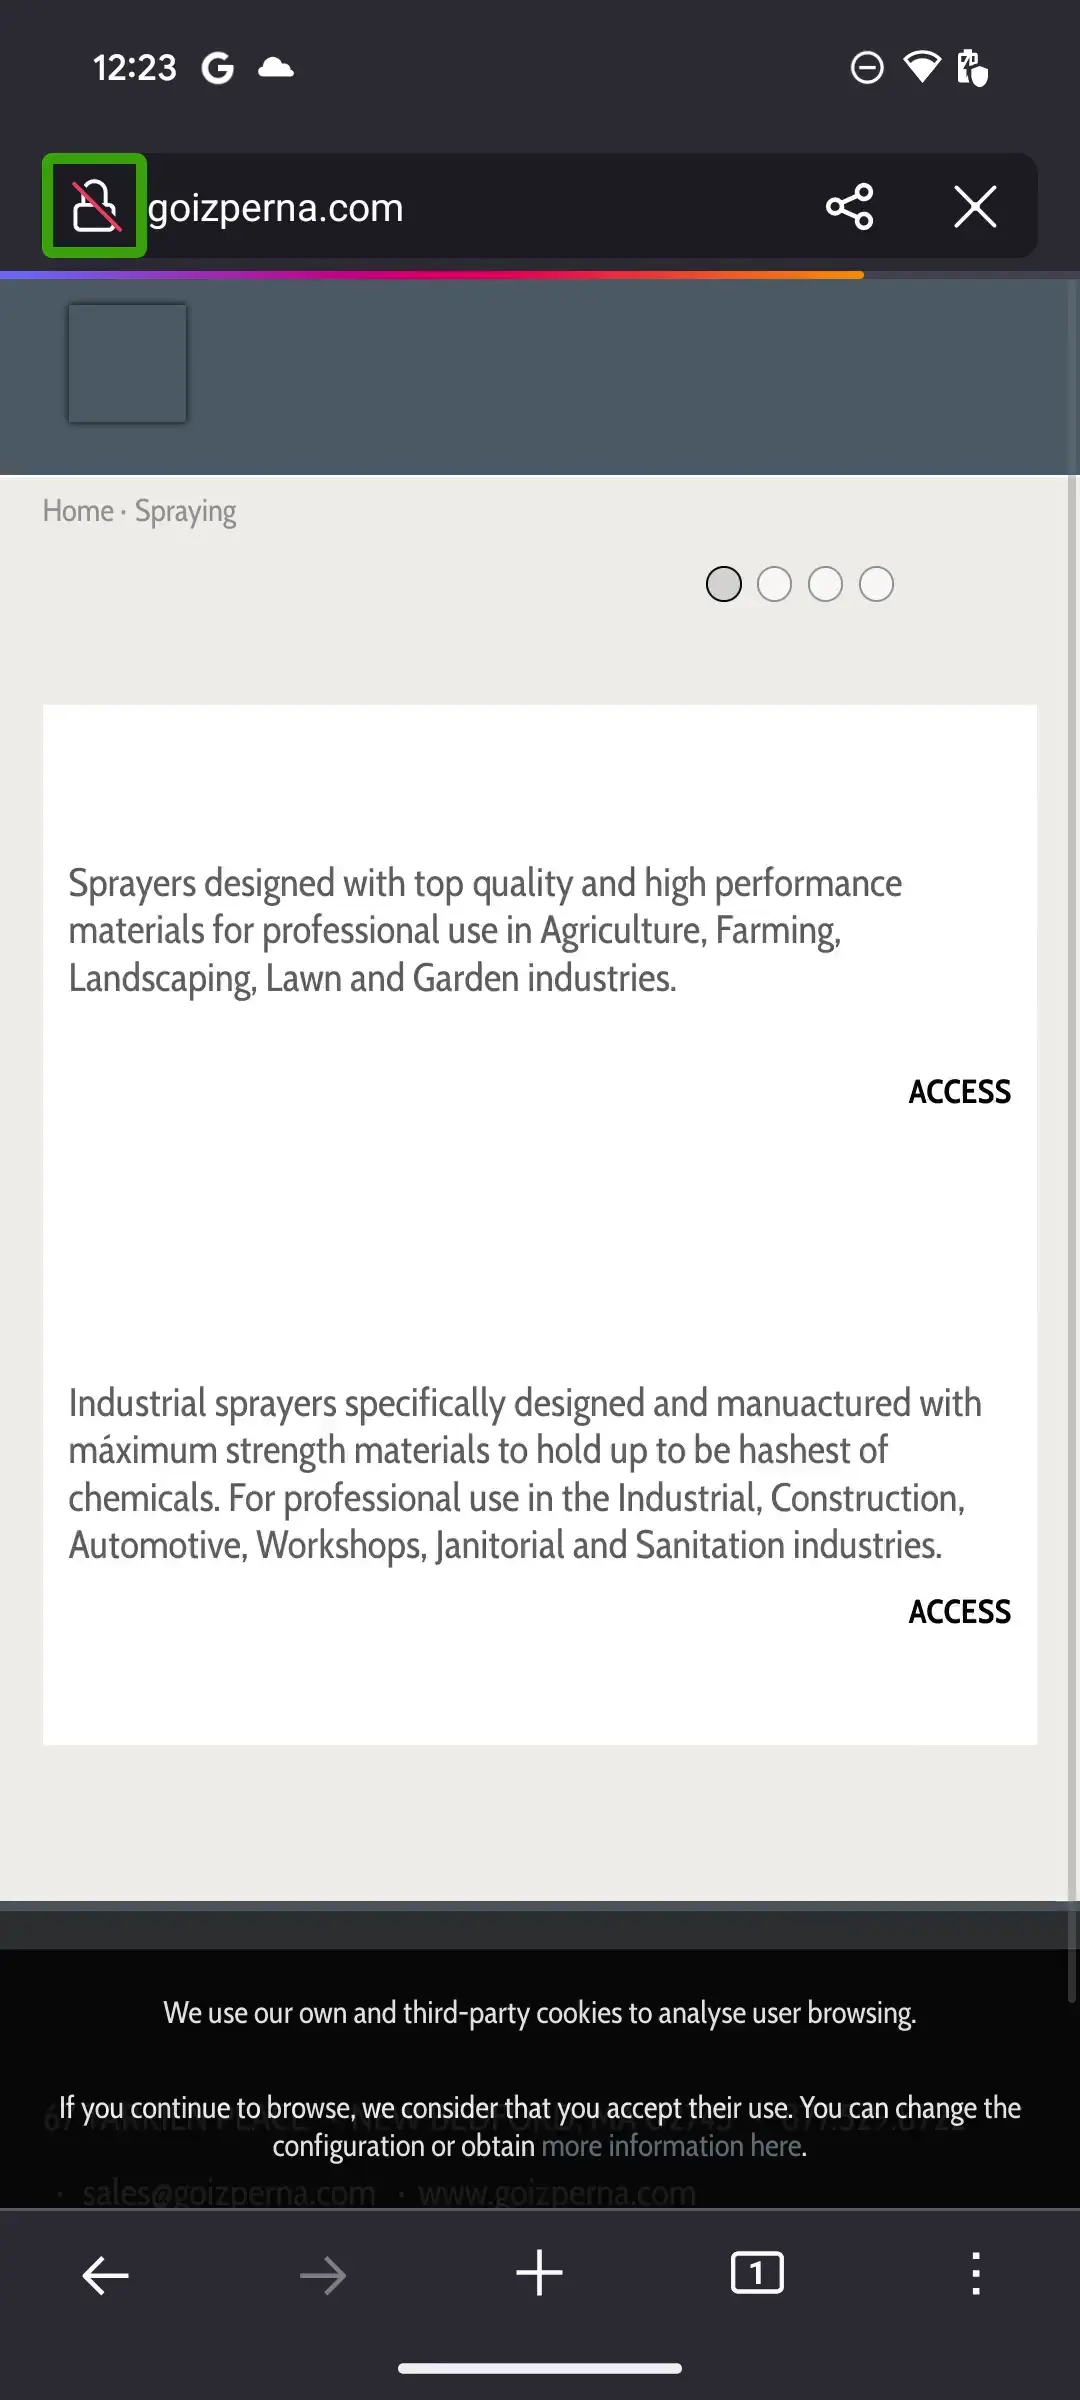 12:23
goizperna.com
Home · Spraying
Sprayers designed with top quality and high performance
materials for professional use in Agriculture, Farming,
Landscaping, Lawn and Garden industries.
ACCESS
Industrial sprayers specifically designed and manuactured with
máximum strength materials to hold up to be hashest of
chemicals. For professional use in the Industrial, Construction,
Automotive, Workshops, Janitorial and Sanitation industries.
ACCESS
We use our own and third-party cookies to analyse user browsing.
If you continue to browse, we consider that you accept their use. You can change the
configuration or obtain more information here.
· sales@goizperna.com · www.goizperna.com
1